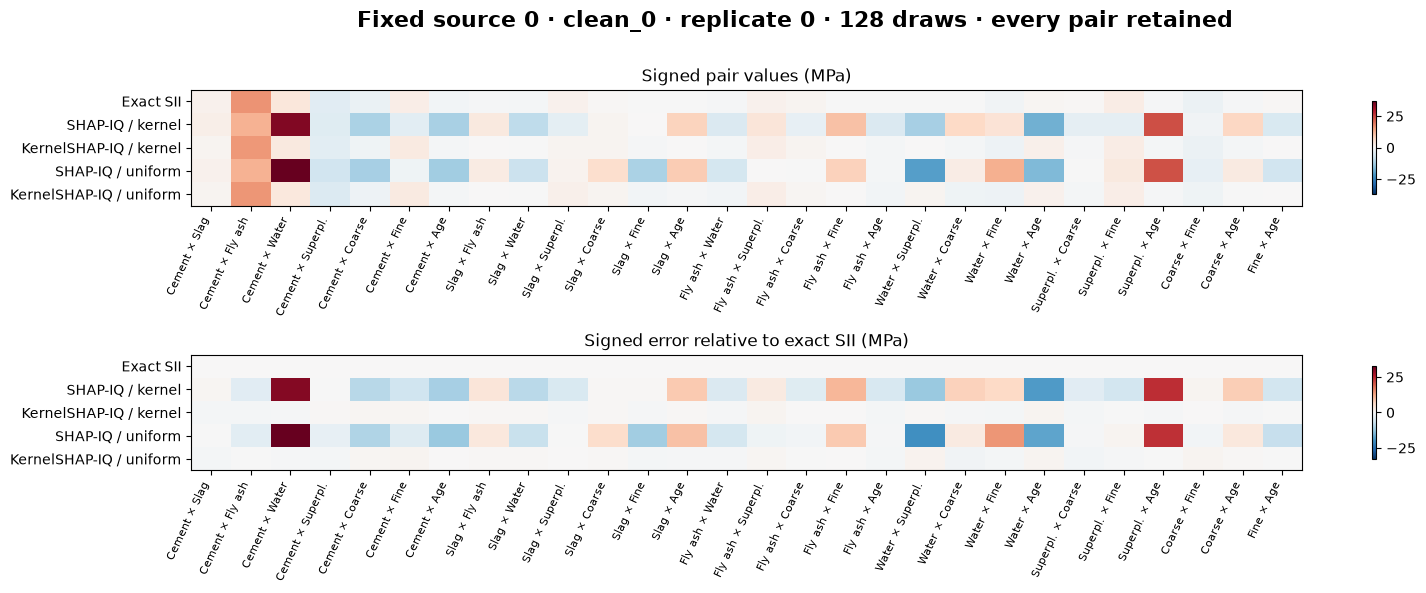 Fixed source 0 · clean_0 · replicate 0 · 128 draws · every pair retained
Signed pair values (MPa)
Exact SII
SHAP-IQ / kernel
KernelSHAP-IQ / kernel
SHAP-IQ / uniform
KernelSHAP-IQ / uniform
25
0
−25
Cement × Slag
Cement × Fly ash
Cement × Water
Cement × Superpl.
Cement × Coarse
Cement × Fine
Cement × Age
Slag × Fly ash
Slag × Water
Slag × Superpl.
Slag × Coarse
Slag × Fine
Slag × Age
Fly ash × Water
Fly ash × Superpl.
Fly ash × Coarse
Fly ash × Fine
Fly ash × Age
Water × Superpl.
Water × Coarse
Water × Fine
Water × Age
Superpl. × Coarse
Superpl. × Fine
Superpl. × Age
Coarse × Fine
Coarse × Age
Fine × Age
Signed error relative to exact SII (MPa)
Exact SII
SHAP-IQ / kernel
KernelSHAP-IQ / kernel
SHAP-IQ / uniform
KernelSHAP-IQ / uniform
25
0
−25
Cement × Slag
Cement × Fly ash
Cement × Water
Cement × Superpl.
Cement × Coarse
Cement × Fine
Cement × Age
Slag × Fly ash
Slag × Water
Slag × Superpl.
Slag × Coarse
Slag × Fine
Slag × Age
Fly ash × Water
Fly ash × Superpl.
Fly ash × Coarse
Fly ash × Fine
Fly ash × Age
Water × Superpl.
Water × Coarse
Water × Fine
Water × Age
Superpl. × Coarse
Superpl. × Fine
Superpl. × Age
Coarse × Fine
Coarse × Age
Fine × Age